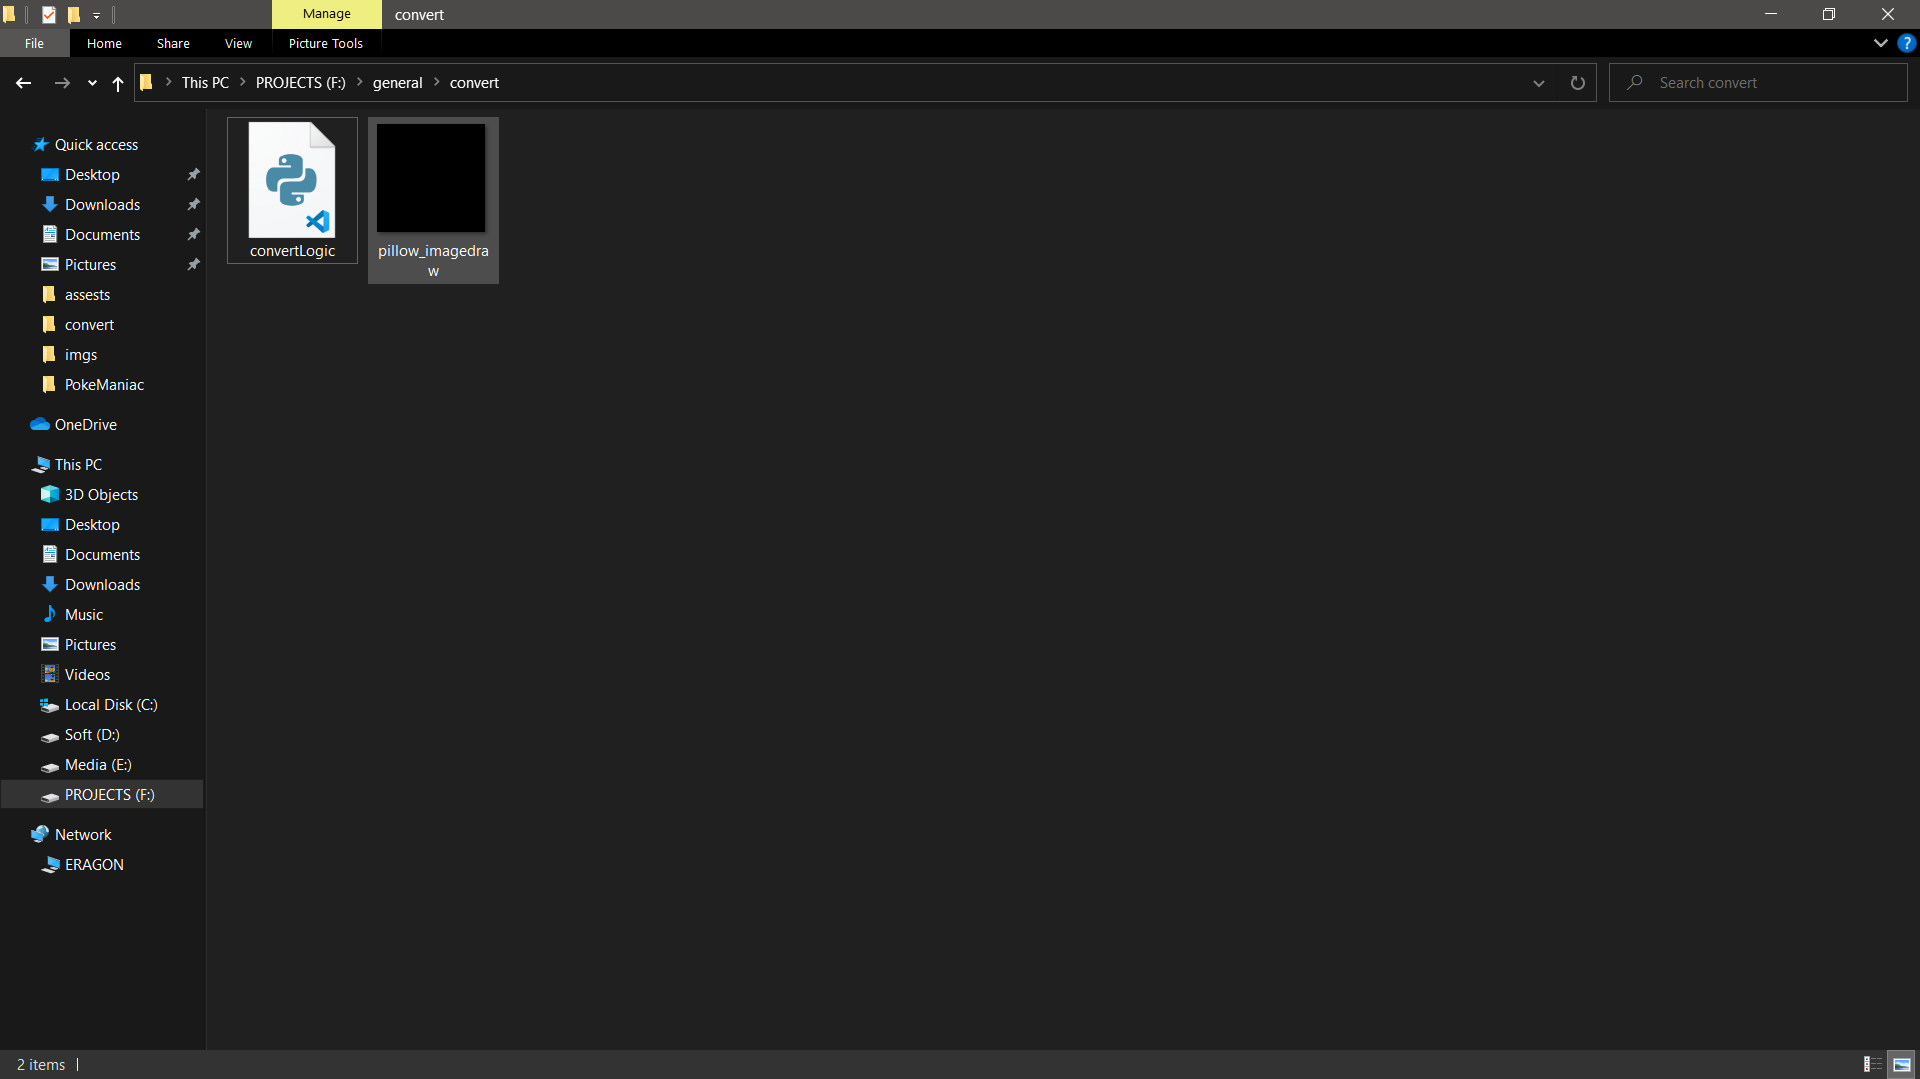 Manage
convert
File
Home
Share
View
Picture Tools
?
This PC
PROJECTS (F:)
general
convert
Search convert
Quick access
Desktop
Downloads
Documents
Pictures
assests
convert
imgs
PokeManiac
OneDrive
This PC
3D Objects
Desktop
Documents
Downloads
Music
Pictures
Videos
Local Disk (C:)
Soft (D:)
Media (E:)
PROJECTS (F:)
Network
ERAGON
convertLogic
pillow_imagedra
w
2 items